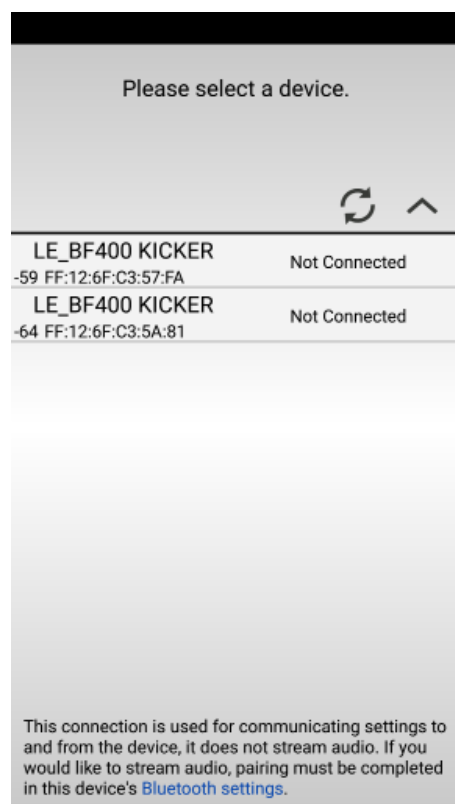 Please select a device.
LE_BF400 KICKER
Not Connected
-59 FF:12:6F:C3:57:FA
LE_BF400 KICKER
Not Connected
-64 FF:12:6F:C3:5A:81
This connection is used for communicating settings to
and from the device, it does not stream audio. If you
would like to stream audio, pairing must be completed
in this device's Bluetooth settings.